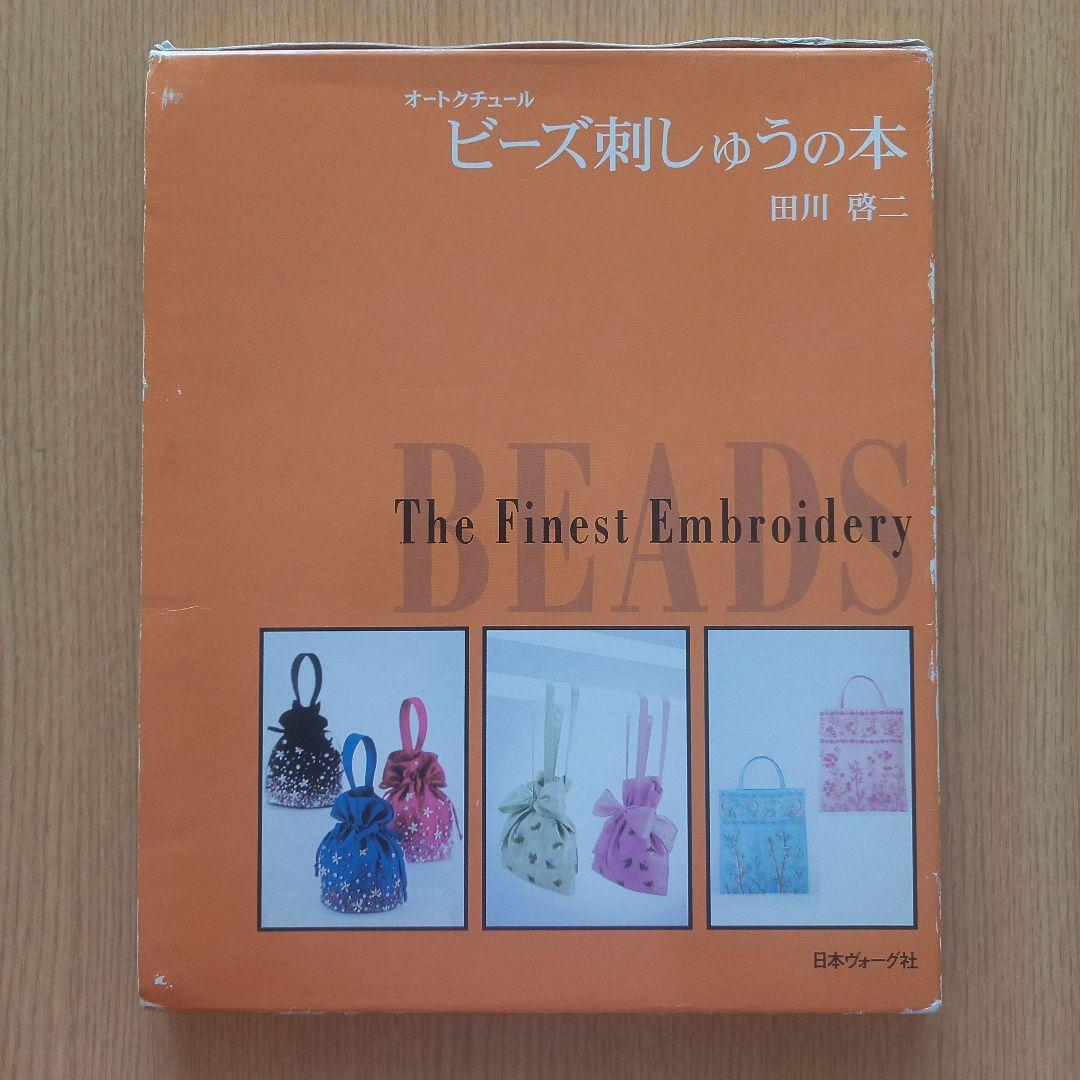 オートクチュール
ビーズ刺しゅうの本
田川 啓二
BEADS
The Finest Embroidery
日本ヴォーグ社